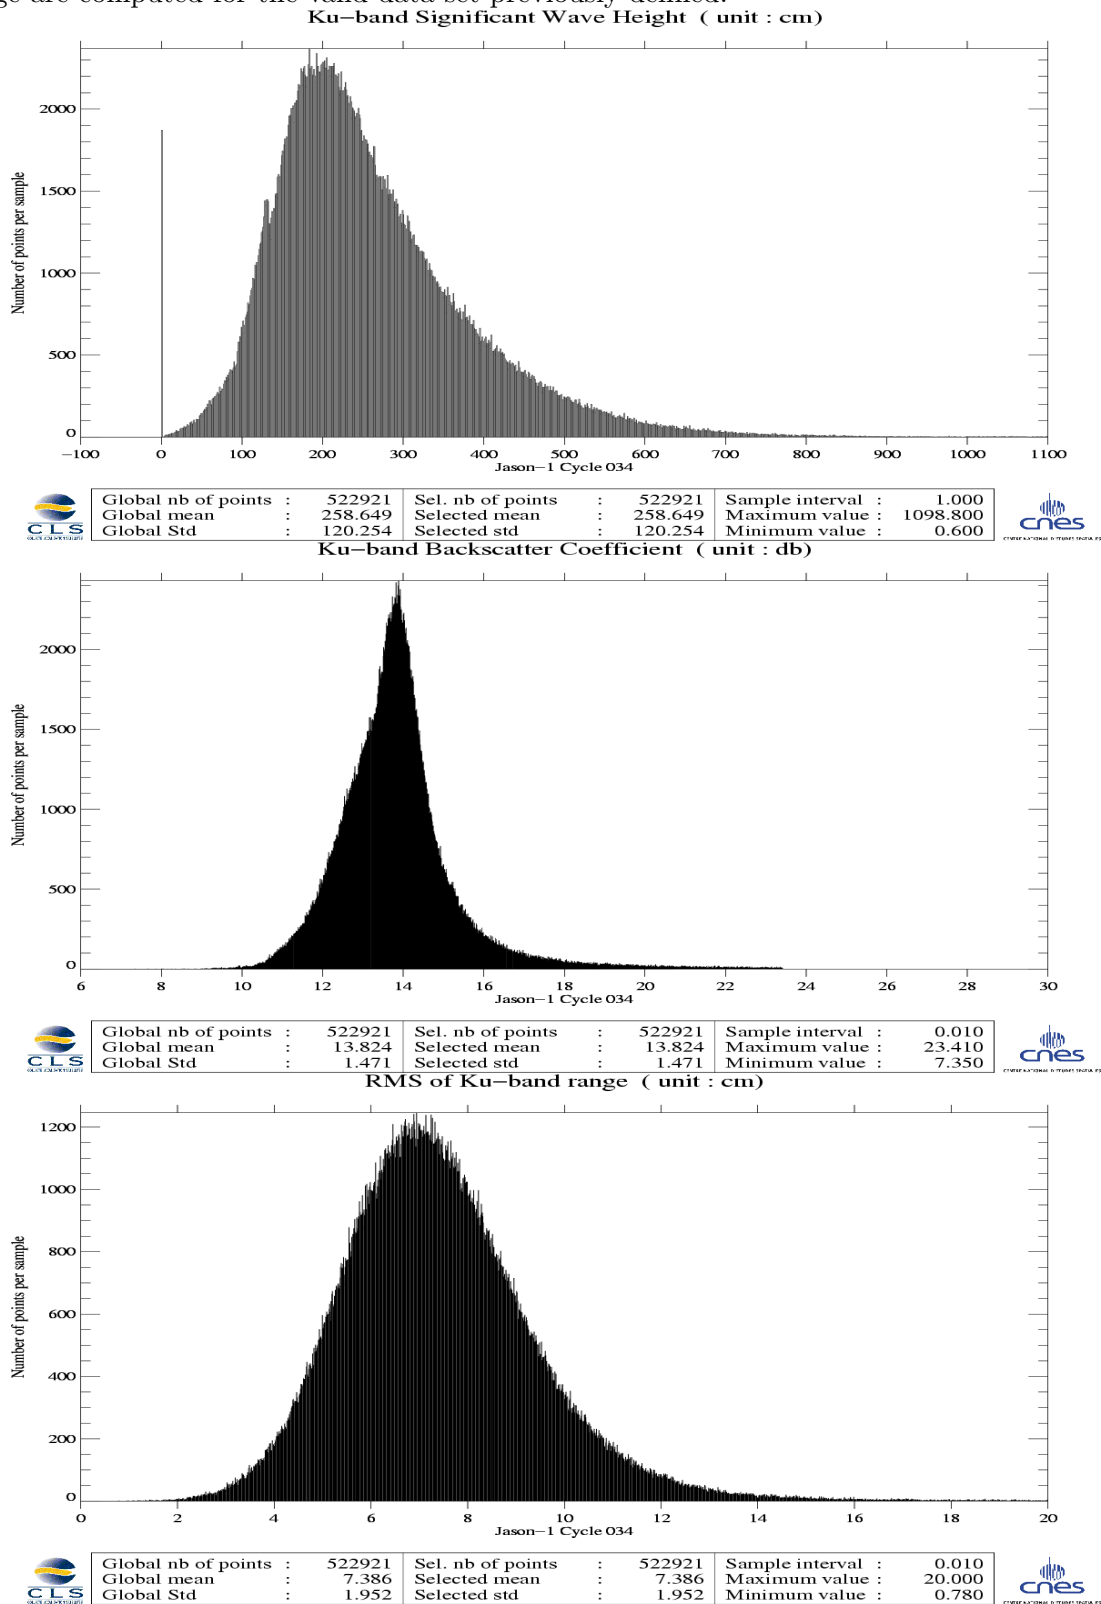 ge are computed for the valid data set previously defined.
Ku-band Significant Wave Height ( unit : cm)
Number of points per sample
2000
1500
1000
500
0
-100 0 100 200 300 400 500 600 700 800 900 1000 1100
Jason-1 Cycle 034
CLS
Global nb of points : 522921 Sel. nb of points : 522921 Sample interval : 1.000
Global mean : 258.649 Selected mean : 258.649 Maximum value : 1098.800
Global Std : 120.254 Selected std : 120.254 Minimum value : 0.600
cnes
Ku-band Backscatter Coefficient ( unit : db)
Number of points per sample
2000
1500
1000
500
0
6 8 10 12 14 16 18 20 22 24 26 28 30
Jason-1 Cycle 034
CLS
Global nb of points : 522921 Sel. nb of points : 522921 Sample interval : 0.010
Global mean : 13.824 Selected mean : 13.824 Maximum value : 23.410
Global Std : 1.471 Selected std : 1.471 Minimum value : 7.350
cnes
RMS of Ku-band range ( unit : cm)
Number of points per sample
1200
1000
800
600
400
200
0
0 2 4 6 8 10 12 14 16 18 20
Jason-1 Cycle 034
CLS
Global nb of points : 522921 Sel. nb of points : 522921 Sample interval : 0.010
Global mean : 7.386 Selected mean : 7.386 Maximum value : 20.000
Global Std : 1.952 Selected std : 1.952 Minimum value : 0.780
cnes